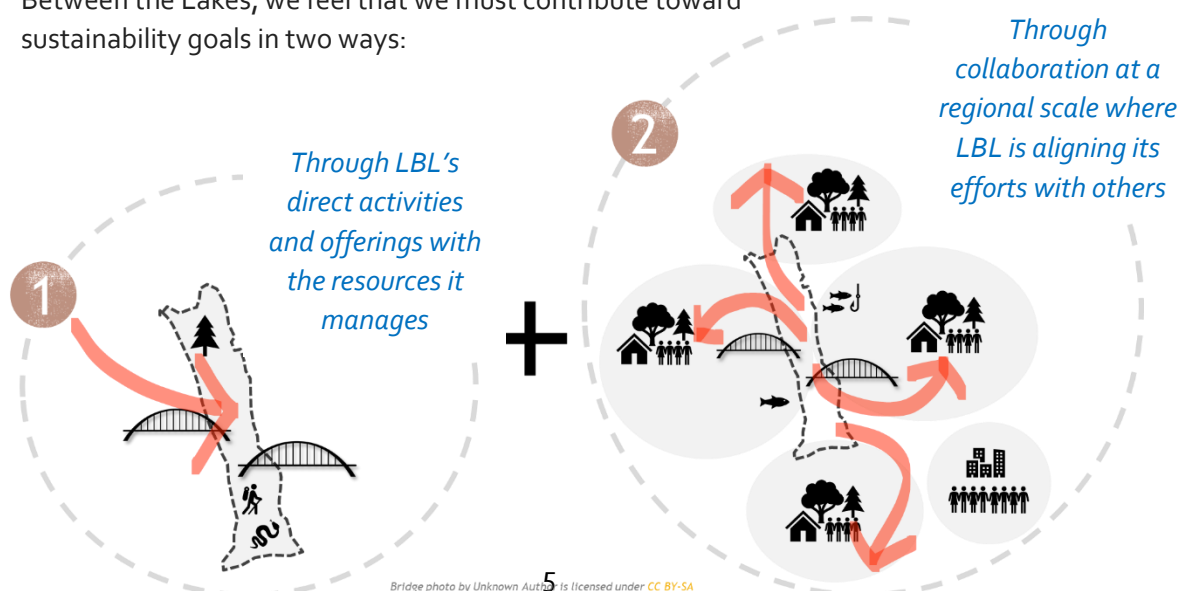 Between the Lakes, we feel that we must contribute toward
sustainability goals in two ways:
1
Through LBL's
direct activities
and offerings with
the resources it
manages
2
Through
collaboration at a
regional scale where
LBL is aligning its
efforts with others
Bridge photo by Unknown Author is licensed under CC BY-SA
5